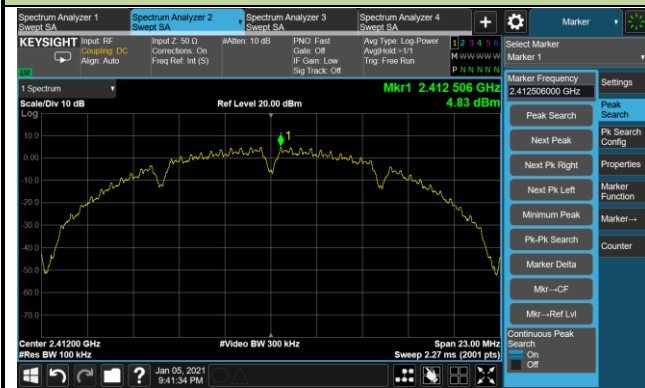 Spectrum Analyzer 1
Swept SA
Spectrum Analyzer 2
Swept SA
Spectrum Analyzer 3
Swept SA
Spectrum Analyzer 4
Swept SA
Marker
KEYSIGHT
Input: RF
Coupling: DC
Align: Auto
Input Z: 50 Ω
Corrections: On
Freq Ref: Int (S)
#Atten: 10 dB
PNO: Fast
Gate: Off
IF Gain: Low
Sig Track: Off
Avg Type: Log-Power
Avg|Hold:>1/1
Trig: Free Run
1 2 3 4 5 6
M W W W W W
P N N N N N
Select Marker
Marker 1
1 Spectrum
Scale/Div 10 dB
Log
Ref Level 20.00 dBm
Mkr1 2.412 506 GHz
4.83 dBm
10.0
0.00
-10.0
-20.0
-30.0
-40.0
-50.0
-60.0
-70.0
1
Center 2.41200 GHz
#Res BW 100 kHz
#Video BW 300 kHz
Span 23.00 MHz
Sweep 2.27 ms (2001 pts)
Marker Frequency
2.412506000 GHz
Peak Search
Next Peak
Next Pk Right
Next Pk Left
Minimum Peak
Pk-Pk Search
Marker Delta
Mkr→CF
Mkr→Ref Lvl
Continuous Peak
Search
On
Off
Settings
Peak
Search
Pk Search
Config
Properties
Marker
Function
Marker→
Counter
Jan 05, 2021
9:41:34 PM